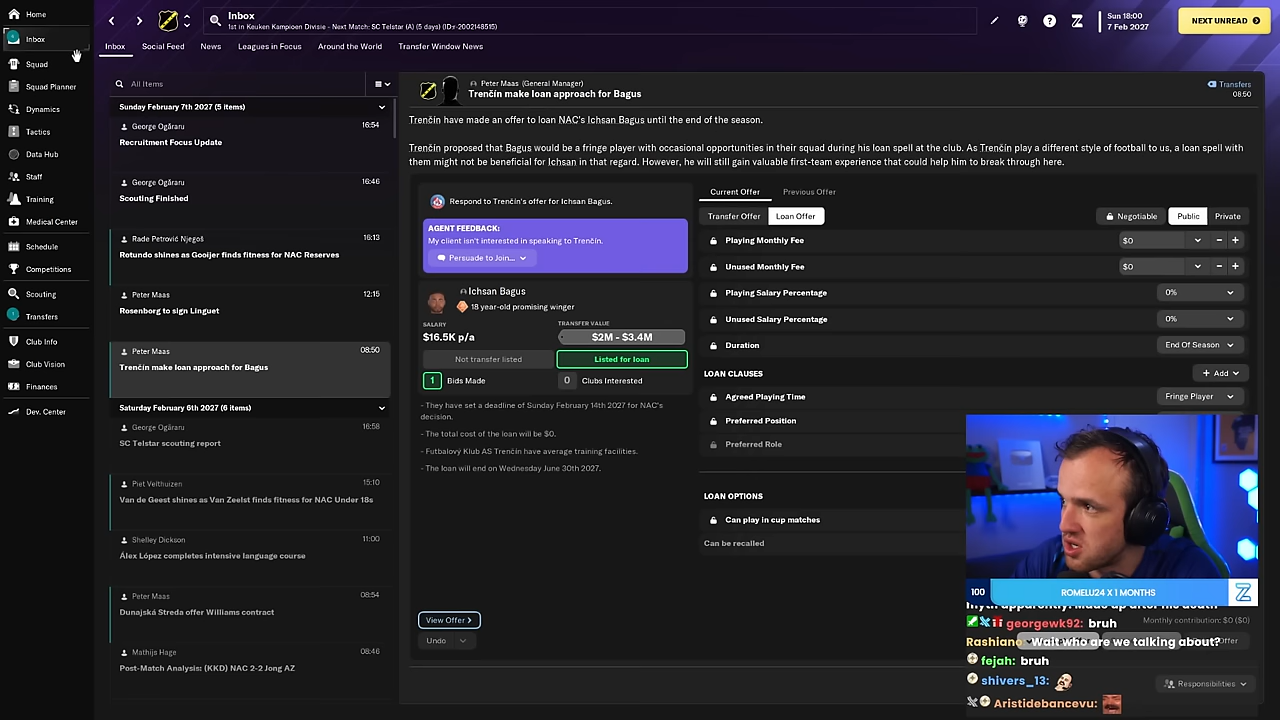 Home
Inbox
Squad
Squad Planner
Dynamics
Tactics
Data Hub
Staff
Training
Medical Center
Schedule
Competitions
Scouting
Transfers
Club Info
Club Vision
Finances
Dev. Center
Inbox
1st in Keuken Kampioen Divisie - Next Match: SC Telstar (A) (5 days) (ID:r-2002148515)
Sun 18:00
7 Feb 2027
NEXT UNREAD
Inbox
Social Feed
News
Leagues in Focus
Around the World
Transfer Window News
All Items
Sunday February 7th 2027 (5 items)
George Ogăraru
16:54
Recruitment Focus Update
George Ogăraru
16:46
Scouting Finished
Rade Petrović Njegoš
16:13
Rotundo shines as Gooijer finds fitness for NAC Reserves
Peter Maas
12:15
Rosenborg to sign Linguet
Peter Maas
08:50
Trenčín make loan approach for Bagus
Saturday February 6th 2027 (6 items)
George Ogăraru
16:58
SC Telstar scouting report
Piet Velthuizen
15:10
Van de Geest shines as Van Zeelst finds fitness for NAC Under 18s
Shelley Dickson
11:00
Álex López completes intensive language course
Peter Maas
08:54
Dunajská Streda offer Williams contract
Mathijs Hage
08:46
Post-Match Analysis: (KKD) NAC 2-2 Jong AZ
Peter Maas (General Manager)
Trenčín make loan approach for Bagus
Transfers
08:50
Trenčín have made an offer to loan NAC's Ichsan Bagus until the end of the season.
Trenčín proposed that Bagus would be a fringe player with occasional opportunities in their squad during his loan spell at the club. As Trenčín play a different style of football to us, a loan spell with
them might not be beneficial for Ichsan in that regard. However, he will still gain valuable first-team experience that could help him to break through here.
Respond to Trenčín's offer for Ichsan Bagus.
AGENT FEEDBACK:
My client isn't interested in speaking to Trenčín.
Persuade to Join...
Ichsan Bagus
18 year-old promising winger
SALARY
$16.5K p/a
TRANSFER VALUE
$2M - $3.4M
Not transfer listed
Listed for loan
1 Bids Made
0 Clubs Interested
- They have set a deadline of Sunday February 14th 2027 for NAC's
decision.
- The total cost of the loan will be $0.
- Futbalový Klub AS Trenčín have average training facilities.
- The loan will end on Wednesday June 30th 2027.
View Offer
Undo
Current Offer
Previous Offer
Transfer Offer
Loan Offer
Negotiable
Public
Private
Playing Monthly Fee
$0
Unused Monthly Fee
$0
Playing Salary Percentage
0%
Unused Salary Percentage
0%
Duration
End Of Season
LOAN CLAUSES
Add
Agreed Playing Time
Fringe Player
Preferred Position
Preferred Role
LOAN OPTIONS
Can play in cup matches
Can be recalled
100
ROMELU24 X 1 MONTHS
Z
myth apparently! Made up after his death
Monthly contribution: $0 ($0)
georgewk92: bruh
Rashiano: Wait who are we talking about?
Offer
fejah: bruh
shivers_13:
Responsibilities
Aristidebancevu: